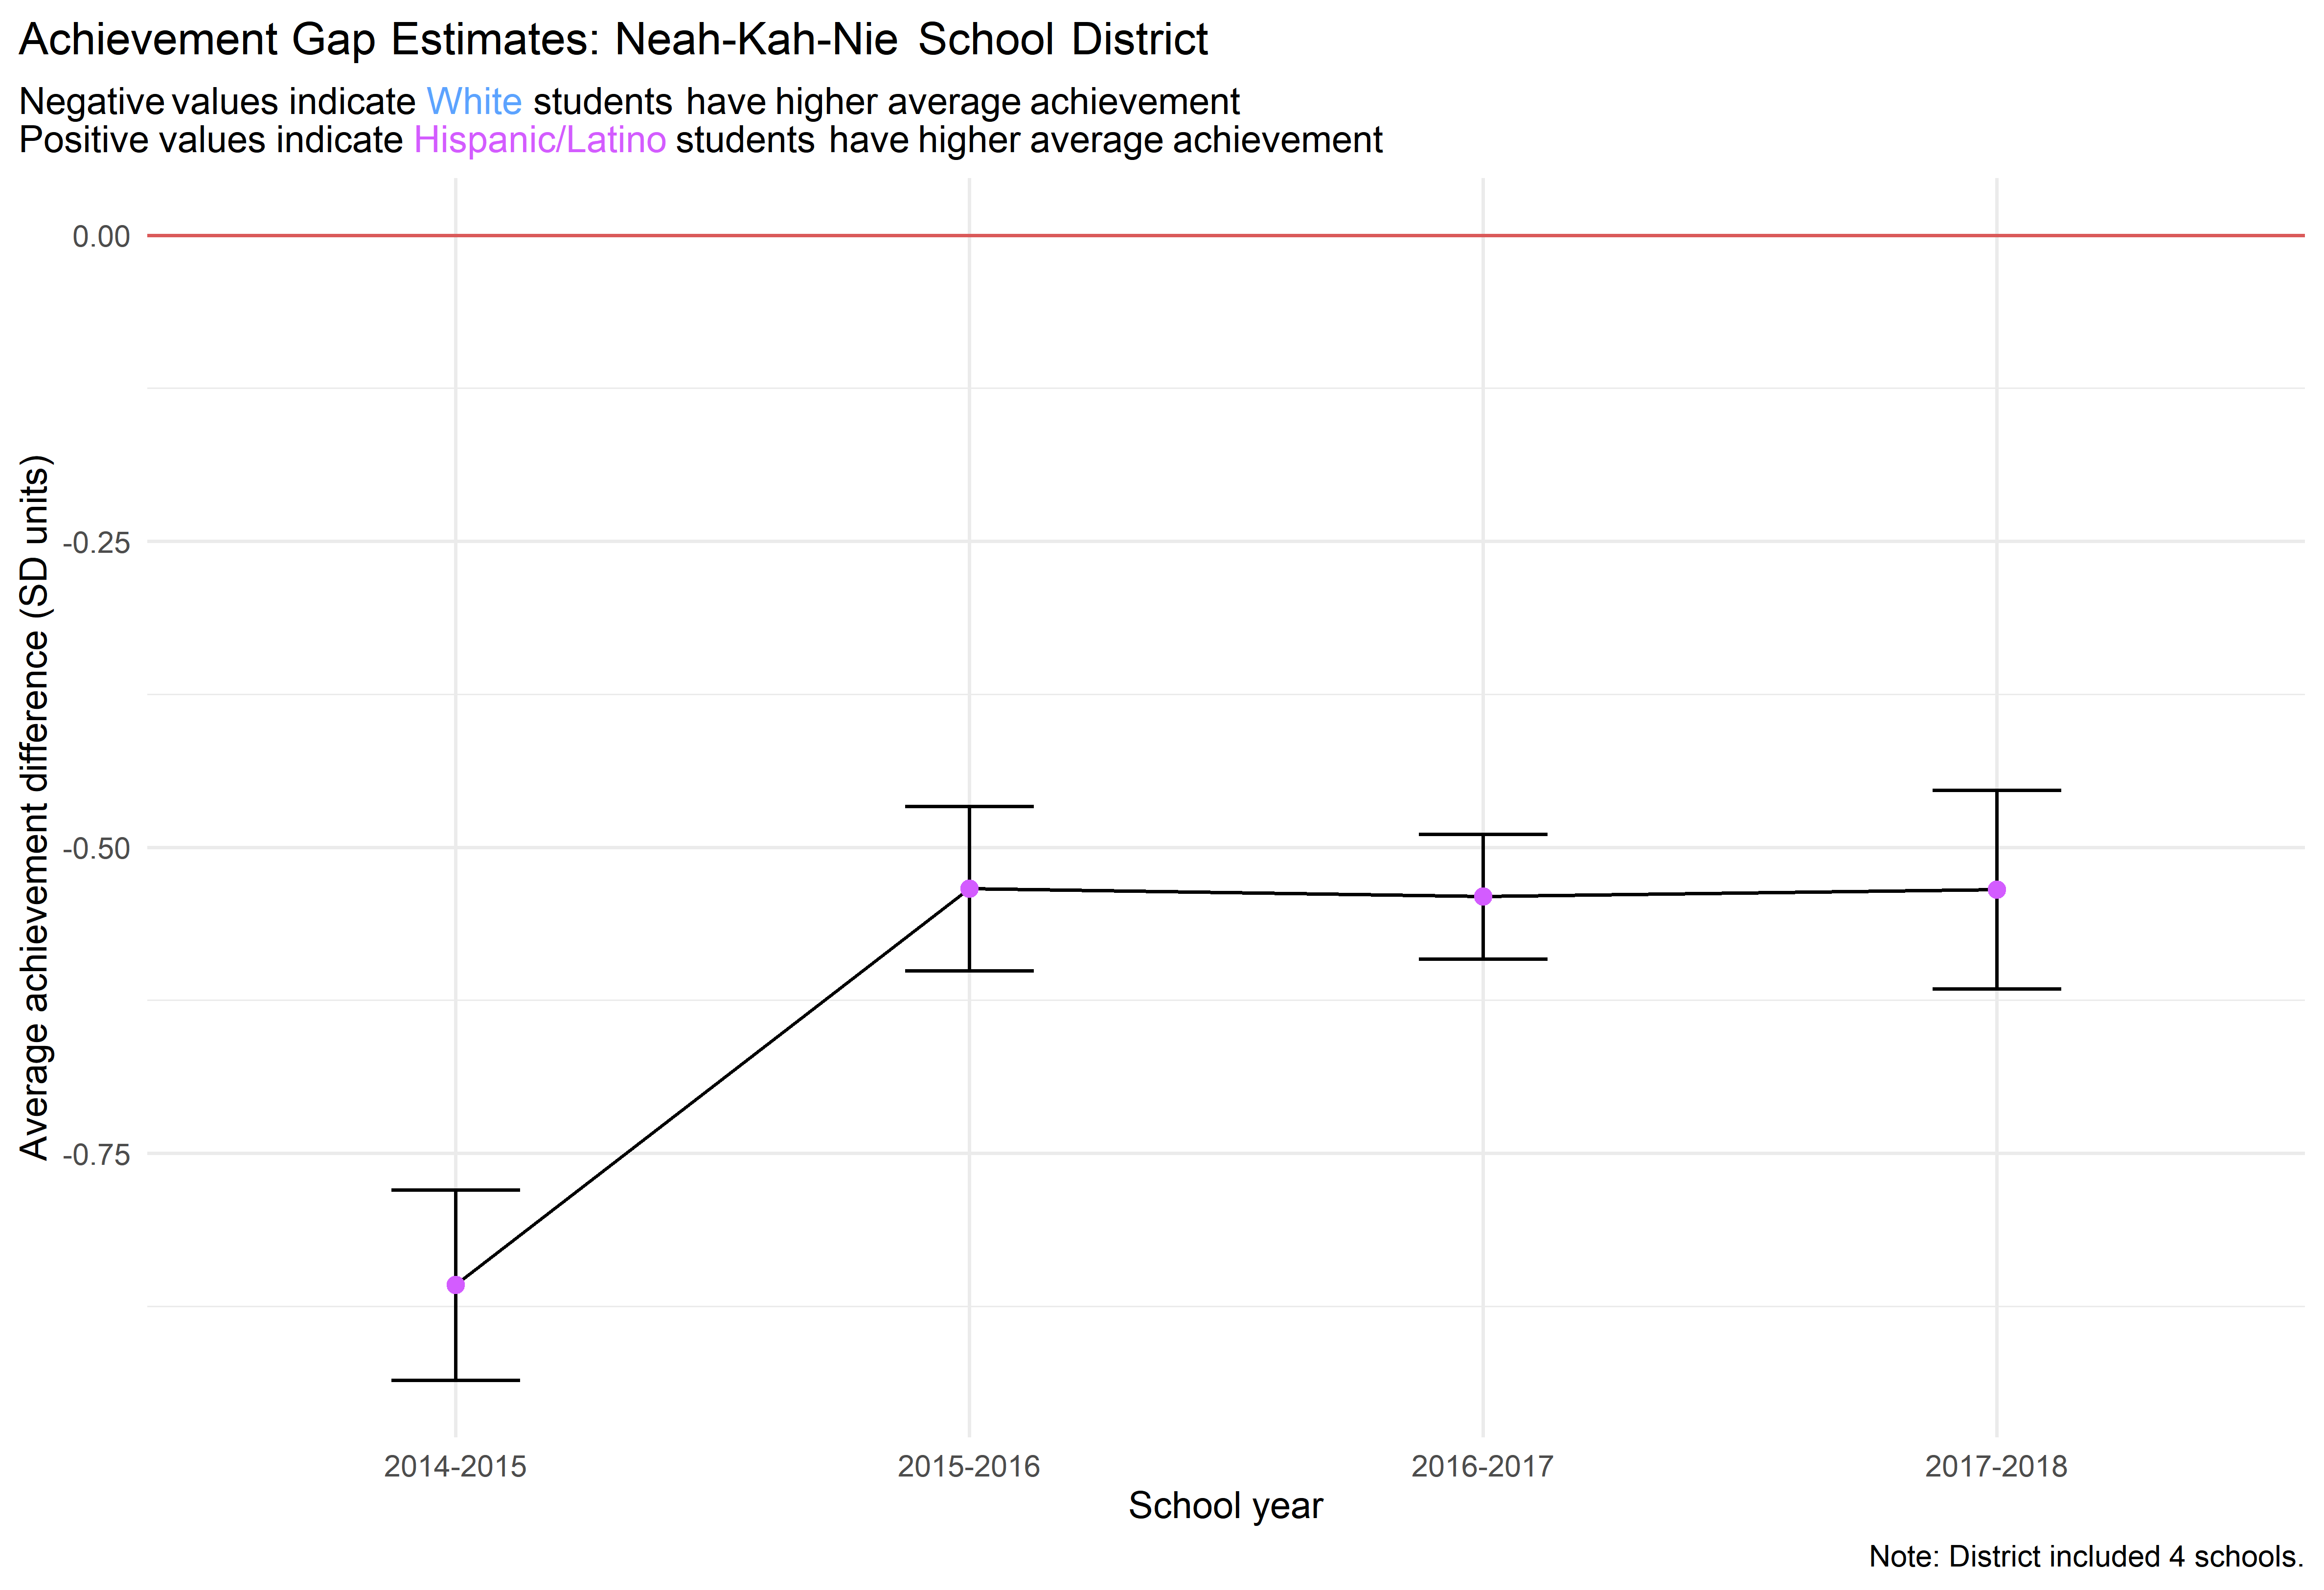 Achievement Gap Estimates: Neah-Kah-Nie School District
Negative values indicate White students have higher average achievement
Positive values indicate Hispanic/Latino students have higher average achievement
Average achievement difference (SD units)
0.00
-0.25
-0.50
-0.75
2014-2015
2015-2016
2016-2017
2017-2018
School year
Note: District included 4 schools.